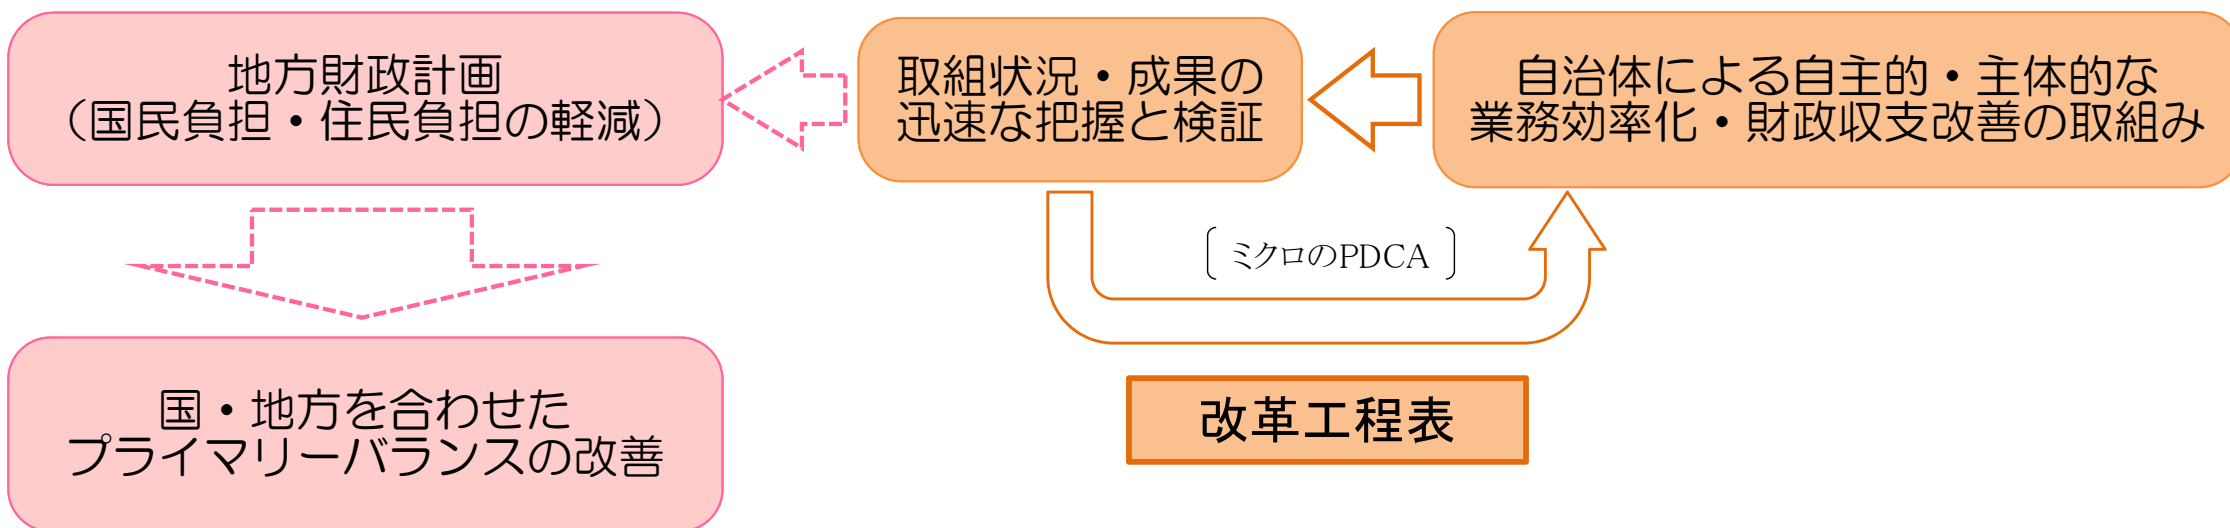 地方財政計画
（国民負担・住民負担の軽減）
取組状況・成果の
迅速な把握と検証
自治体による自主的・主体的な
業務効率化・財政収支改善の取組み
〔 ミクロのPDCA 〕
国・地方を合わせた
プライマリーバランスの改善
改革工程表